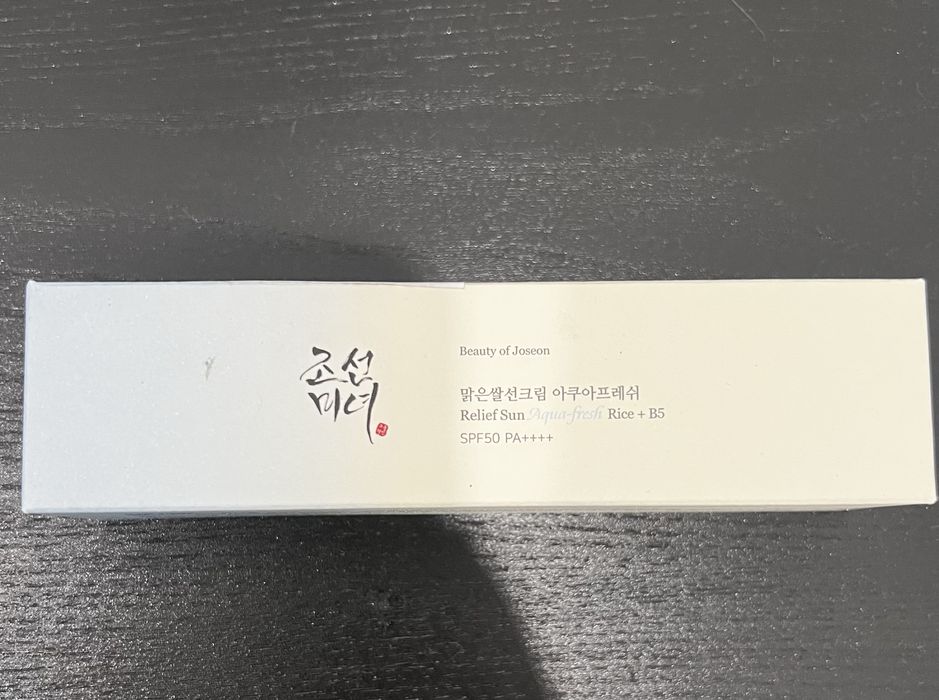 조선
미녀
Beauty of Joseon
맑은쌀선크림 아쿠아프레쉬
Relief Sun Aqua-fresh Rice + B5
SPF50 PA++++